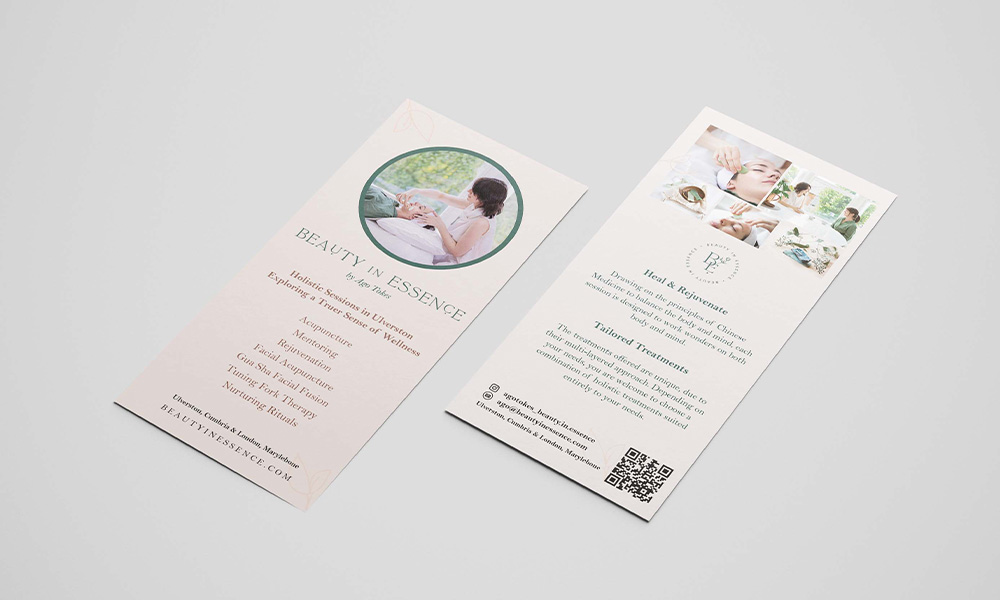 BEAUTY IN ESSENCE
by Ago Tokes
Holistic Sessions in Ulverston
Exploring a Truer Sense of Wellness
Acupuncture
Mentoring
Rejuvenation
Facial Acupuncture
Gua Sha Facial Fusion
Tuning Fork Therapy
Nurturing Rituals
Ulverston, Cumbria & London, Marylebone
BEAUTYINESSENCE.COM
Heal & Rejuvenate
Drawing on the principles of Chinese
Medicine to balance the body and mind, each
session is designed to work wonders on both
body and mind.
Tailored Treatments
The treatments offered are unique, due to
their multi-layered approach. Depending on
your needs, you are welcome to choose a
combination of holistic treatments suited
entirely to your needs.
agotokes_beauty.in.essence
ago@beautyinessence.com
Ulverston, Cumbria & London, Marylebone